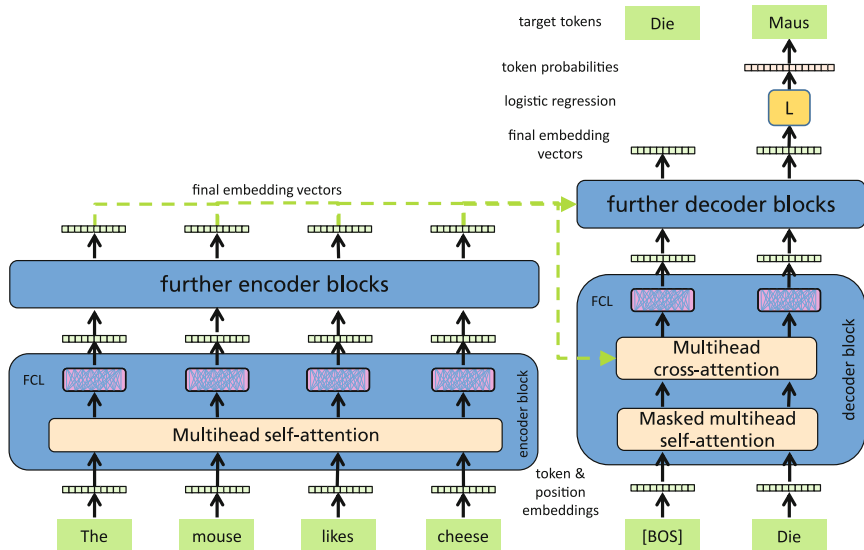 target tokens
Die
Maus
token probabilities
logistic regression
L
final embedding
vectors
final embedding vectors
further decoder blocks
further encoder blocks
FCL
Multihead
cross-attention
decoder block
FCL
Multihead self-attention
encoder block
Masked multihead
self-attention
token &
position
embeddings
The
mouse
likes
cheese
[BOS]
Die